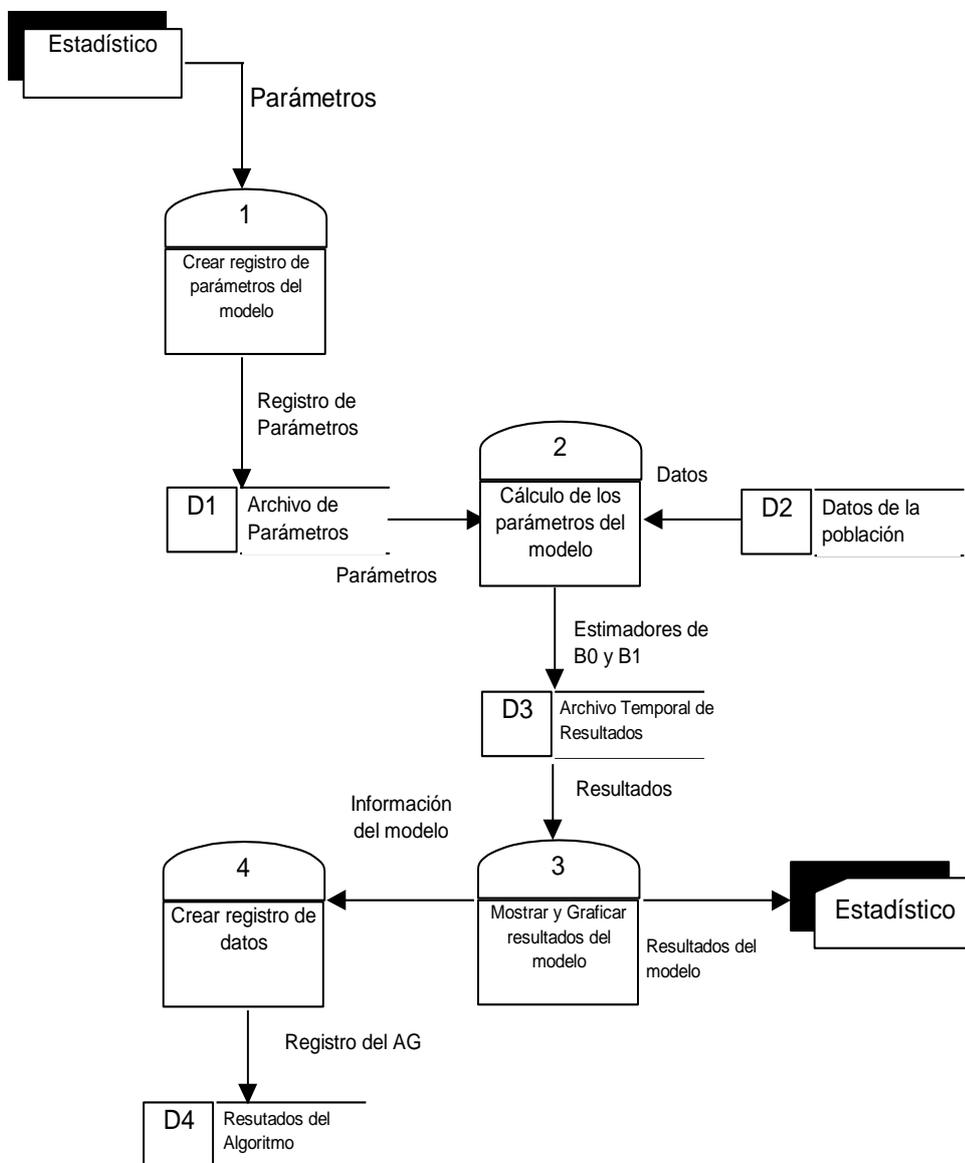 Estadístico
Parámetros
1
Crear registro de
parámetros del
modelo
Registro de
Parámetros
D1
Archivo de
Parámetros
Parámetros
2
Cálculo de los
parámetros del
modelo
Datos
D2
Datos de la
población
Estimadores de
B0 y B1
D3
Archivo Temporal de
Resultados
Resultados
Información
del modelo
4
Crear registro de
datos
3
Mostrar y Graficar
resultados del
modelo
Resultados del
modelo
Estadístico
Registro del AG
D4
Resutados del
Algoritmo